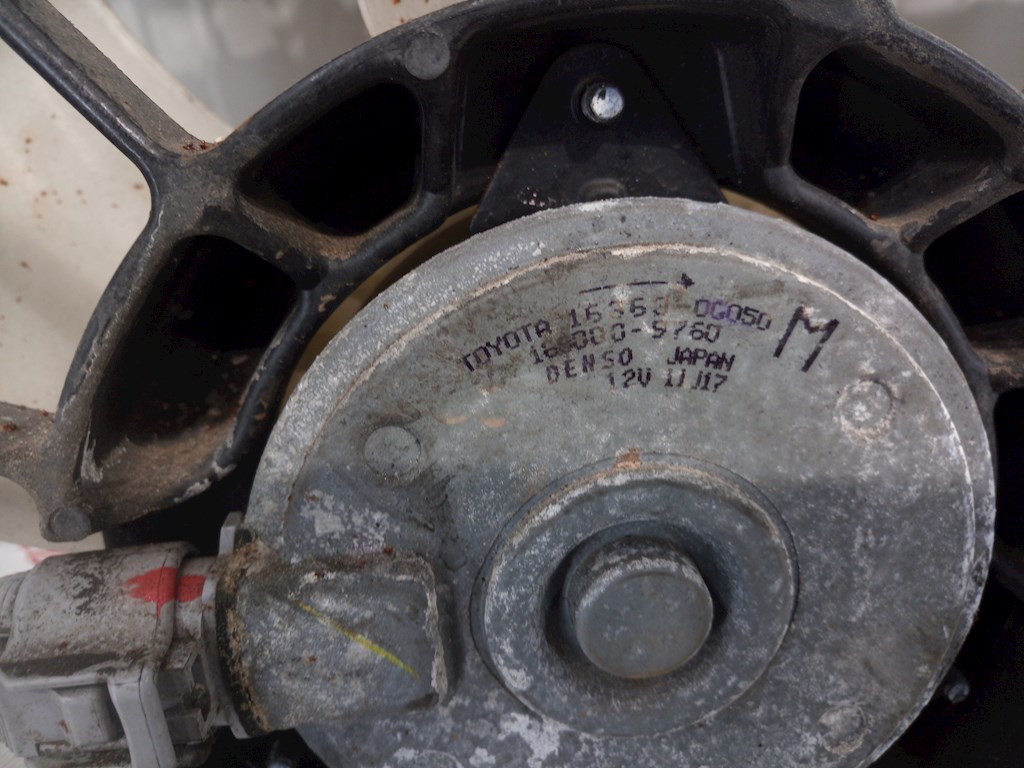 TOYOTA 16363-0G050
M
168000-9760
DENSO JAPAN
12V 11J17